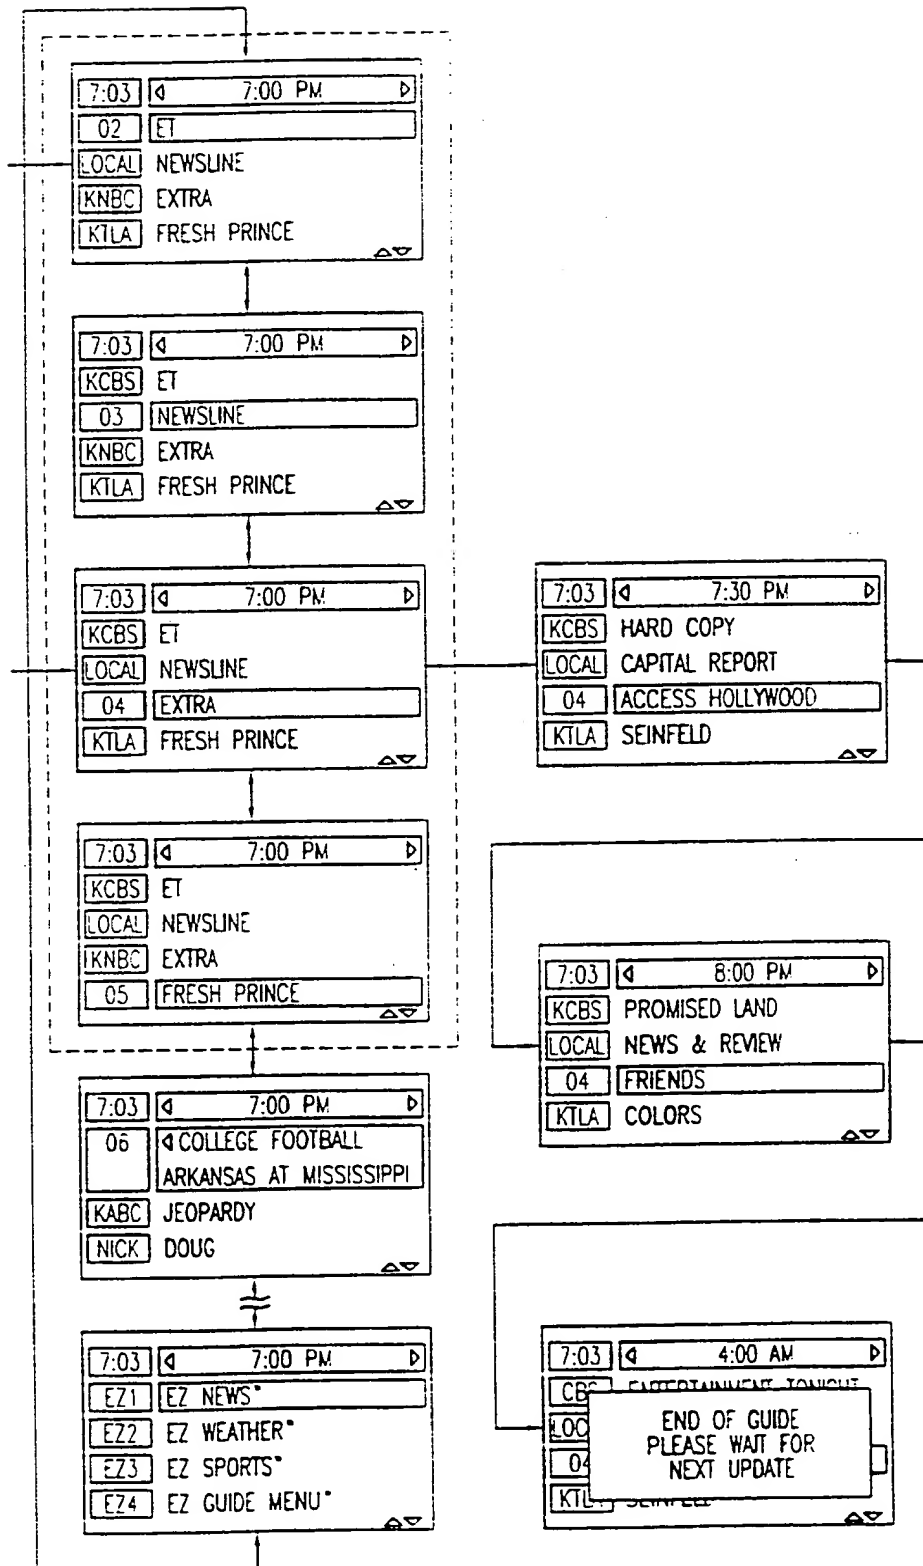 7:03 7:00 PM
02 ET
LOCAL NEWSLINE
KNBC EXTRA
KTLA FRESH PRINCE
7:03 7:00 PM
KCBS ET
03 NEWSLINE
KNBC EXTRA
KTLA FRESH PRINCE
7:03 7:00 PM
KCBS ET
LOCAL NEWSLINE
04 EXTRA
KTLA FRESH PRINCE
7:03 7:30 PM
KCBS HARD COPY
LOCAL CAPITAL REPORT
04 ACCESS HOLLYWOOD
KTLA SEINFELD
7:03 7:00 PM
KCBS ET
LOCAL NEWSLINE
KNBC EXTRA
05 FRESH PRINCE
7:03 8:00 PM
KCBS PROMISED LAND
LOCAL NEWS & REVIEW
04 FRIENDS
KTLA COLORS
7:03 7:00 PM
06 COLLEGE FOOTBALL
ARKANSAS AT MISSISSIPPI
KABC JEOPARDY
NICK DOUG
7:03 7:00 PM
EZ1 EZ NEWS*
EZ2 EZ WEATHER*
EZ3 EZ SPORTS*
EZ4 EZ GUIDE MENU*
7:03 4:00 AM
ENTERTAINMENT TONIGHT
END OF GUIDE
PLEASE WAIT FOR
NEXT UPDATE
04